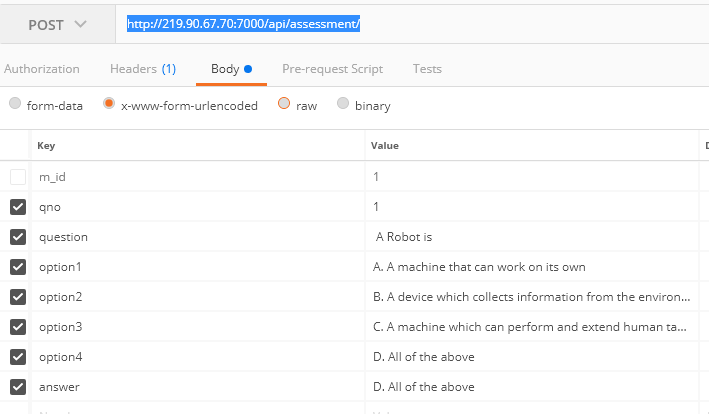 POST http://219.90.67.70:7000/api/assessment/
Authorization Headers (1) Body Pre-request Script Tests
form-data x-www-form-urlencoded raw binary
Key Value
m_id 1
qno 1
question A Robot is
option1 A. A machine that can work on its own
option2 B. A device which collects information from the environ...
option3 C. A machine which can perform and extend human ta...
option4 D. All of the above
answer D. All of the above